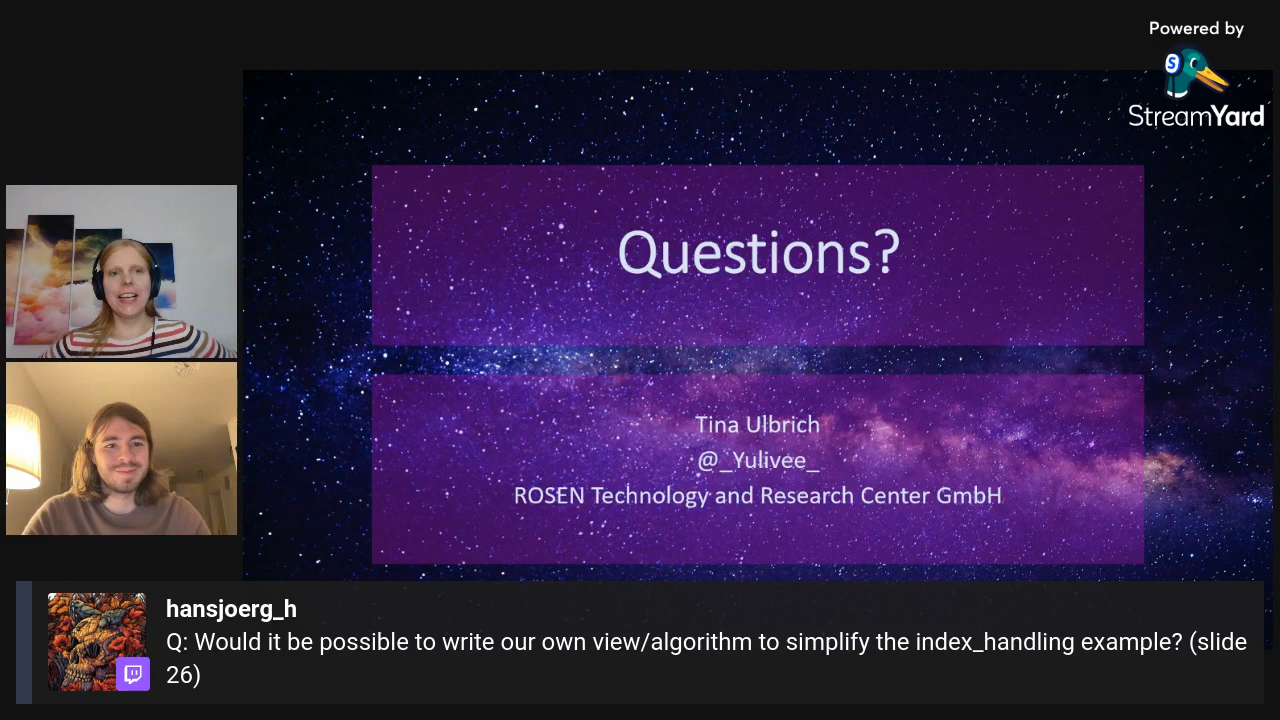 Powered by
StreamYard
Questions?
Tina Ulbrich
@_Yulivee_
ROSEN Technology and Research Center GmbH
hansjoerg_h
Q: Would it be possible to write our own view/algorithm to simplify the index_handling example? (slide
26)